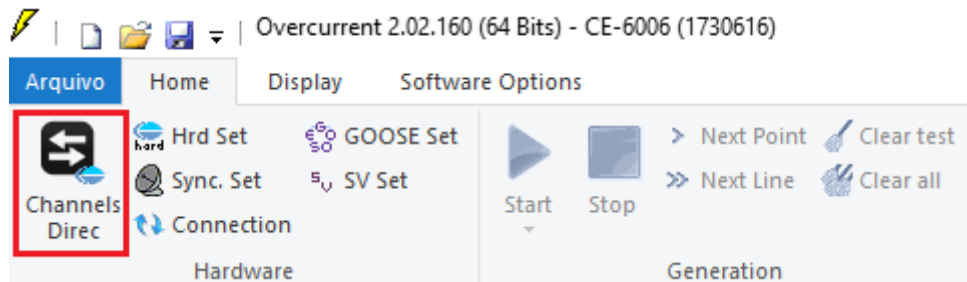 Overcurrent 2.02.160 (64 Bits) - CE-6006 (1730616)
Arquivo Home Display Software Options
Hrd Set GOOSE Set Next Point Clear test
hard
Sync. Set SV Set Next Line Clear all
Channels Direc Connection Start Stop
Hardware Generation